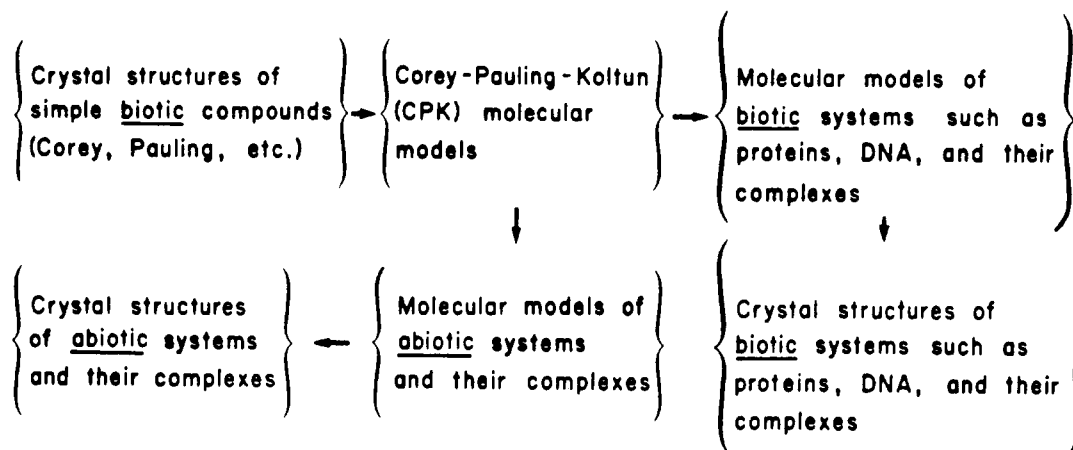 Crystal structures of
simple biotic compounds
(Corey, Pauling, etc.)
Corey-Pauling-Koltun
(CPK) molecular
models
Molecular models of
biotic systems such as
proteins, DNA, and their
complexes
Crystal structures
of abiotic systems
and their complexes
Molecular models of
abiotic systems
and their complexes
Crystal structures of
biotic systems such as
proteins, DNA, and their
complexes